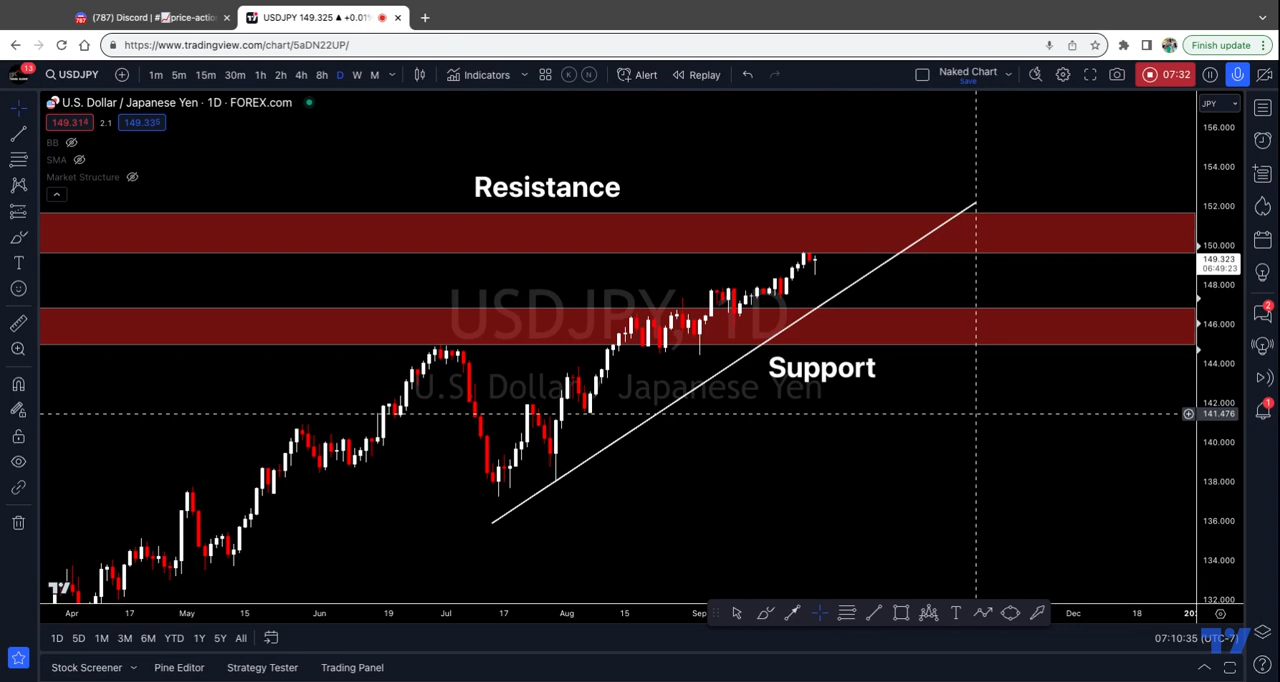 (787) Discord | #📈price-action
USDJPY 149.325 ▲ +0.01%
https://www.tradingview.com/chart/5aDN22UP/
Finish update
13
USDJPY
1m 5m 15m 30m 1h 2h 4h 8h D W M
Indicators
Alert
Replay
Naked Chart
Save
07:32
U.S. Dollar / Japanese Yen · 1D · FOREX.com
JPY
149.314 2.1 149.335
BB
SMA
Market Structure
Resistance
Support
USDJPY, 1D
U.S. Dollar / Japanese Yen
156.000
154.000
152.000
150.000
149.323
06:49:23
148.000
146.000
144.000
142.000
141.476
140.000
138.000
136.000
134.000
132.000
2
1
Apr 17 May 15 Jun 19 Jul 17 Aug 15 Sep Dec 18
1D 5D 1M 3M 6M YTD 1Y 5Y All
07:10:35 (UTC-7)
Stock Screener Pine Editor Strategy Tester Trading Panel